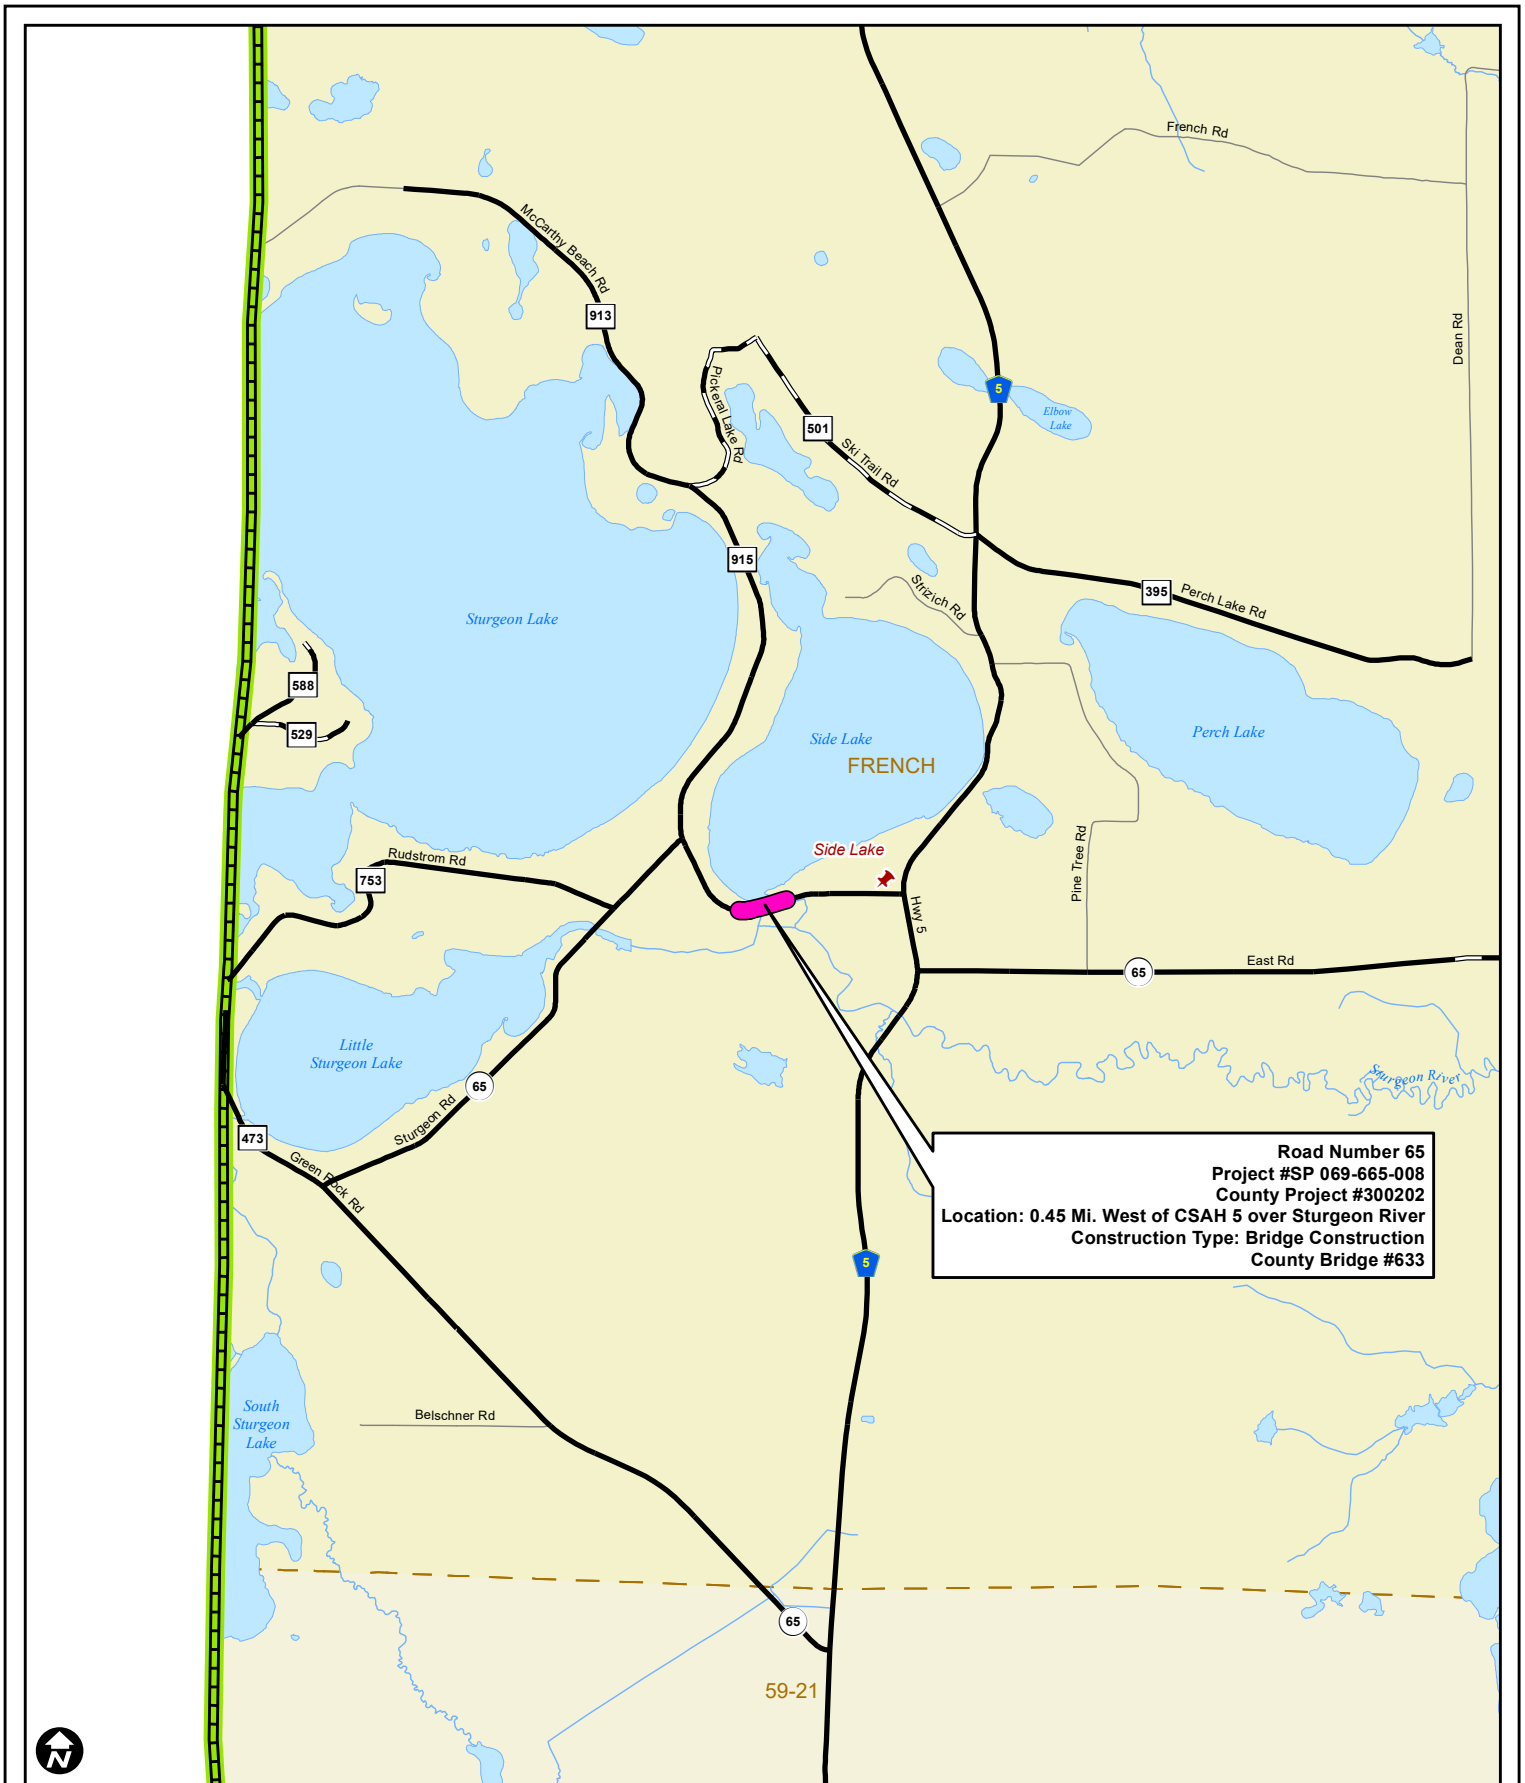 French Rd
McCarthy Beach Rd
913
Dean Rd
Pickeral Lake Rd
5
Elbow
Lake
501
Ski Trail Rd
915
Strizich Rd
395
Perch Lake Rd
Sturgeon Lake
588
529
Side Lake
FRENCH
Perch Lake
Side Lake
Rudstrom Rd
753
Pine Tree Rd
Hwy 5
65
East Rd
Little
Sturgeon Lake
65
Sturgeon Rd
Sturgeon River
473
Green Rock Rd
Road Number 65
Project #SP 069-665-008
County Project #300202
Location: 0.45 Mi. West of CSAH 5 over Sturgeon River
Construction Type: Bridge Construction
County Bridge #633
5
South
Sturgeon
Lake
Belschner Rd
65
59-21
N